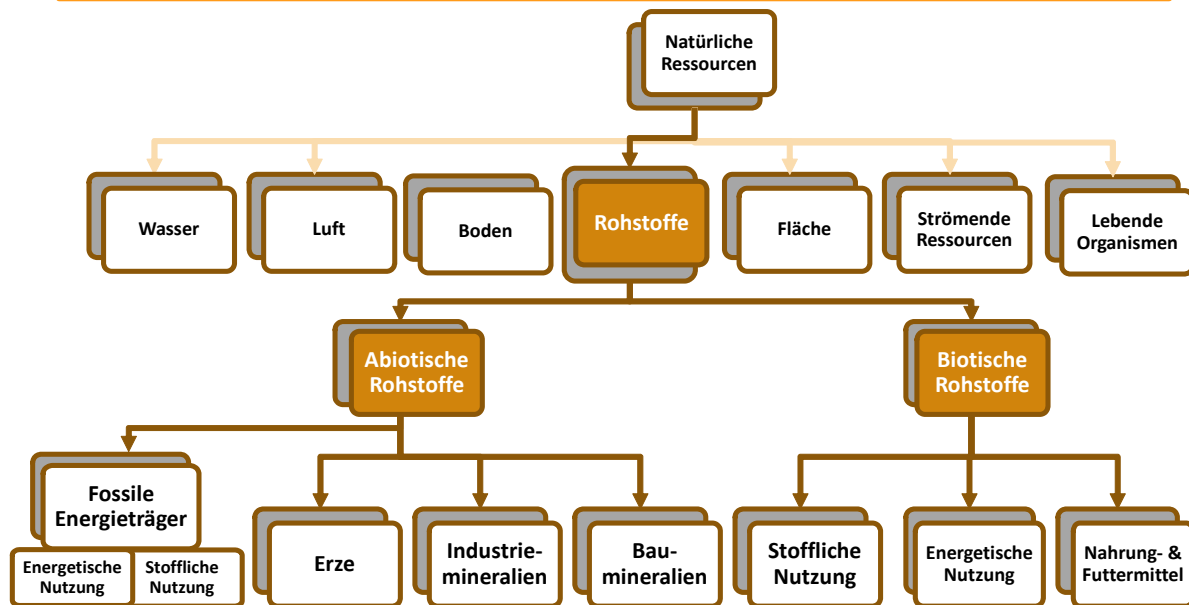 Natürliche
Ressourcen
Wasser
Luft
Boden
Rohstoffe
Fläche
Strömende
Ressourcen
Lebende
Organismen
Abiotische
Rohstoffe
Biotische
Rohstoffe
Fossile
Energieträger
Energetische
Nutzung
Stoffliche
Nutzung
Erze
Industrie-
mineralien
Bau-
mineralien
Stoffliche
Nutzung
Energetische
Nutzung
Nahrung- &
Futtermittel